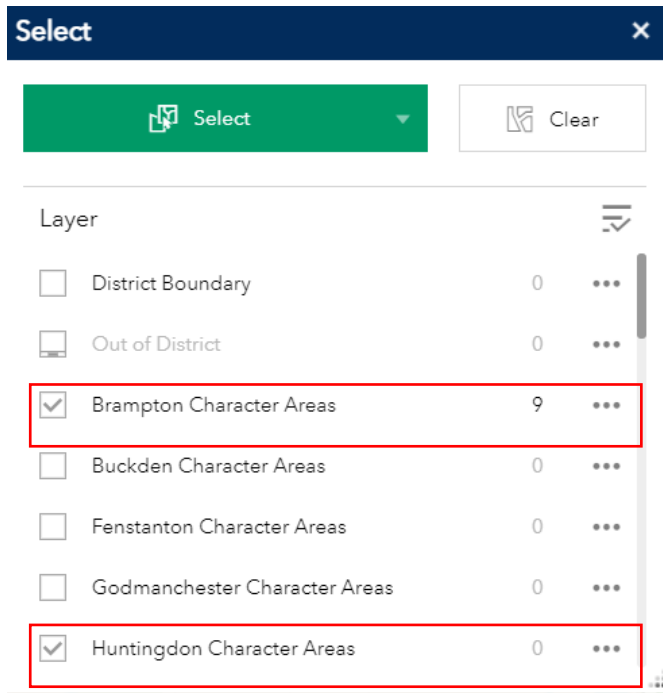 Select
Select Clear
Layer
District Boundary 0
Out of District 0
Brampton Character Areas 9
Buckden Character Areas 0
Fenstanton Character Areas 0
Godmanchester Character Areas 0
Huntingdon Character Areas 0